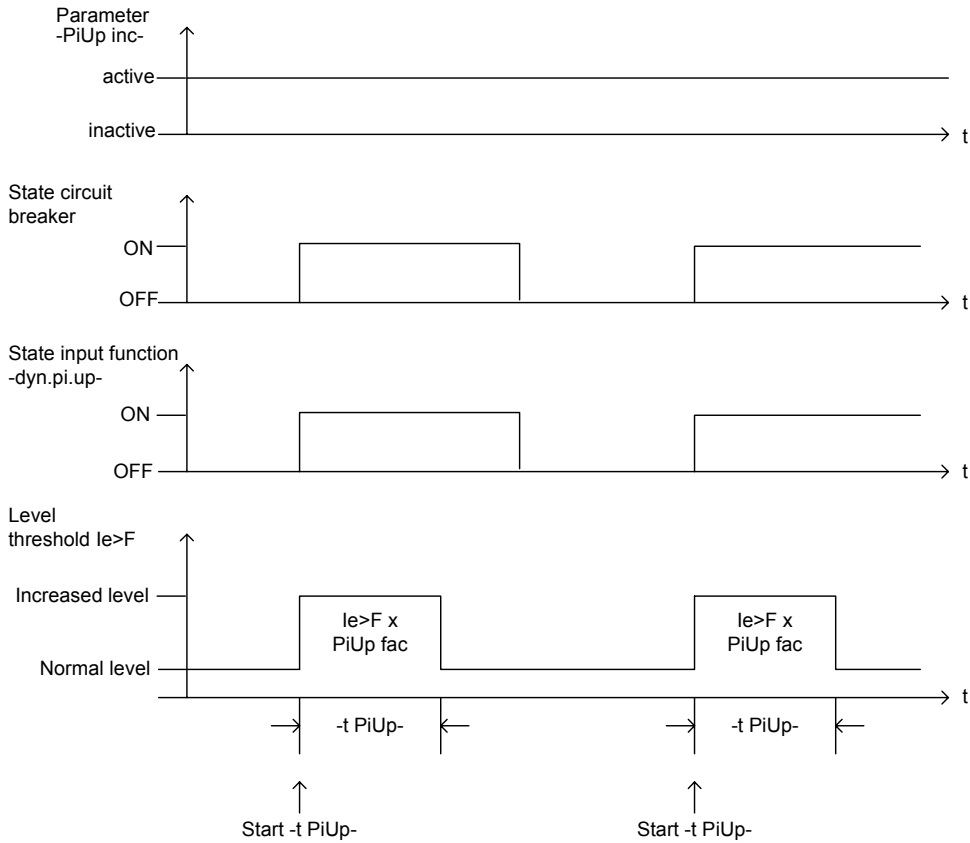 Parameter
-PiUp inc-
active
inactive
t
State circuit
breaker
ON
OFF
t
State input function
-dyn.pi.up-
ON
OFF
t
Level
threshold Ie>F
Increased level
Ie>F x
PiUp fac
Ie>F x
PiUp fac
Normal level
t
-t PiUp-
-t PiUp-
Start -t PiUp-
Start -t PiUp-